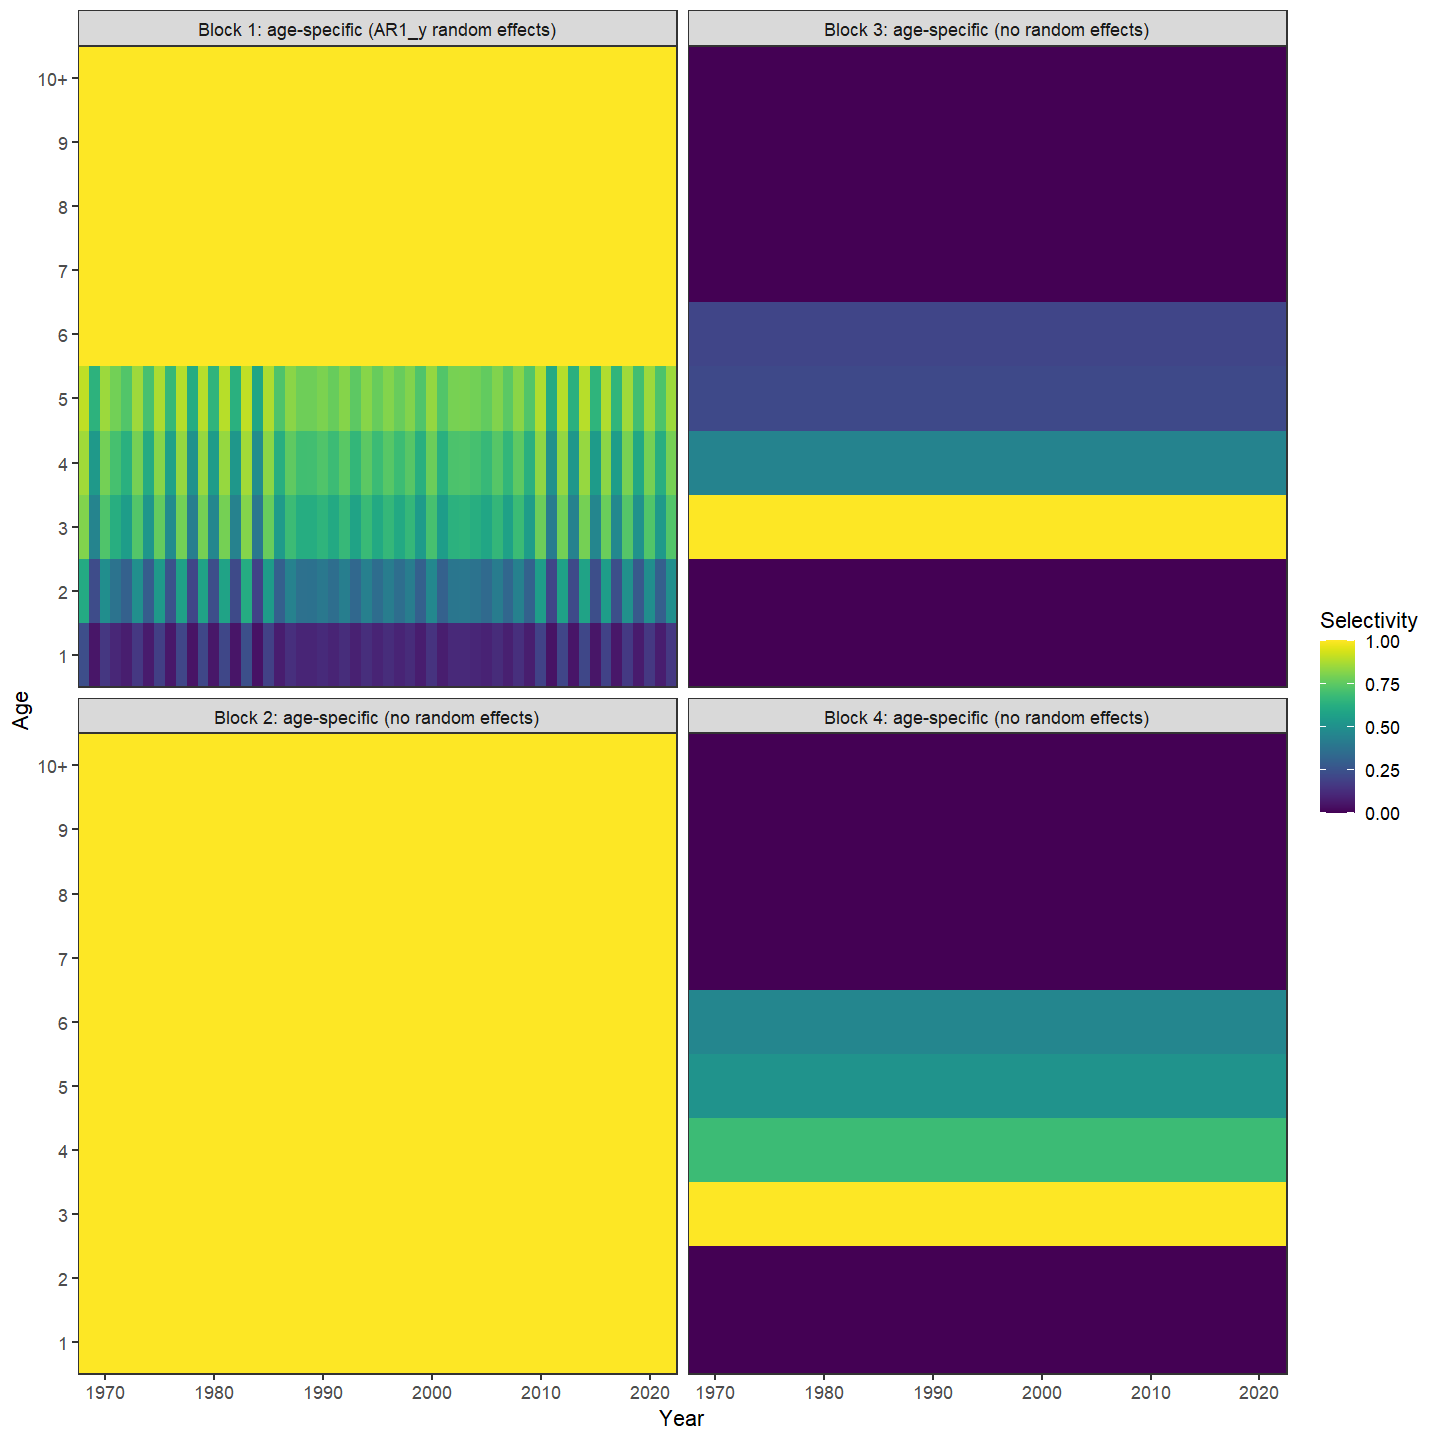 Block 1: age-specific (AR1_y random effects)
Block 3: age-specific (no random effects)
10+
9
8
7
6
5
4
3
2
1
Age
Block 2: age-specific (no random effects)
Block 4: age-specific (no random effects)
10+
9
8
7
6
5
4
3
2
1
1970 1980 1990 2000 2010 2020
1970 1980 1990 2000 2010 2020
Year
Selectivity
1.00
0.75
0.50
0.25
0.00